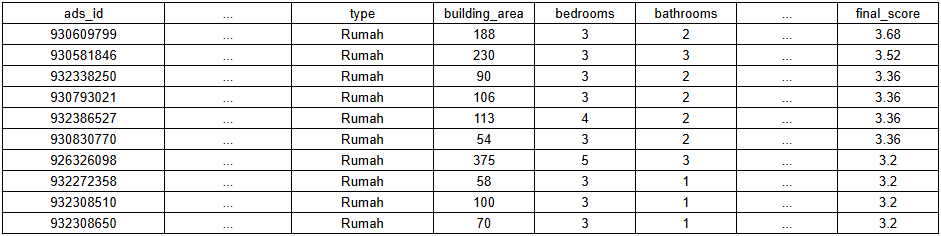 ads_id ... type building_area bedrooms bathrooms ... final_score
930609799 ... Rumah 188 3 2 ... 3.68
930581846 ... Rumah 230 3 3 ... 3.52
932338250 ... Rumah 90 3 2 ... 3.36
930793021 ... Rumah 106 3 2 ... 3.36
932386527 ... Rumah 113 4 2 ... 3.36
930830770 ... Rumah 54 3 2 ... 3.36
926326098 ... Rumah 375 5 3 ... 3.2
932272358 ... Rumah 58 3 1 ... 3.2
932308510 ... Rumah 100 3 1 ... 3.2
932308650 ... Rumah 70 3 1 ... 3.2